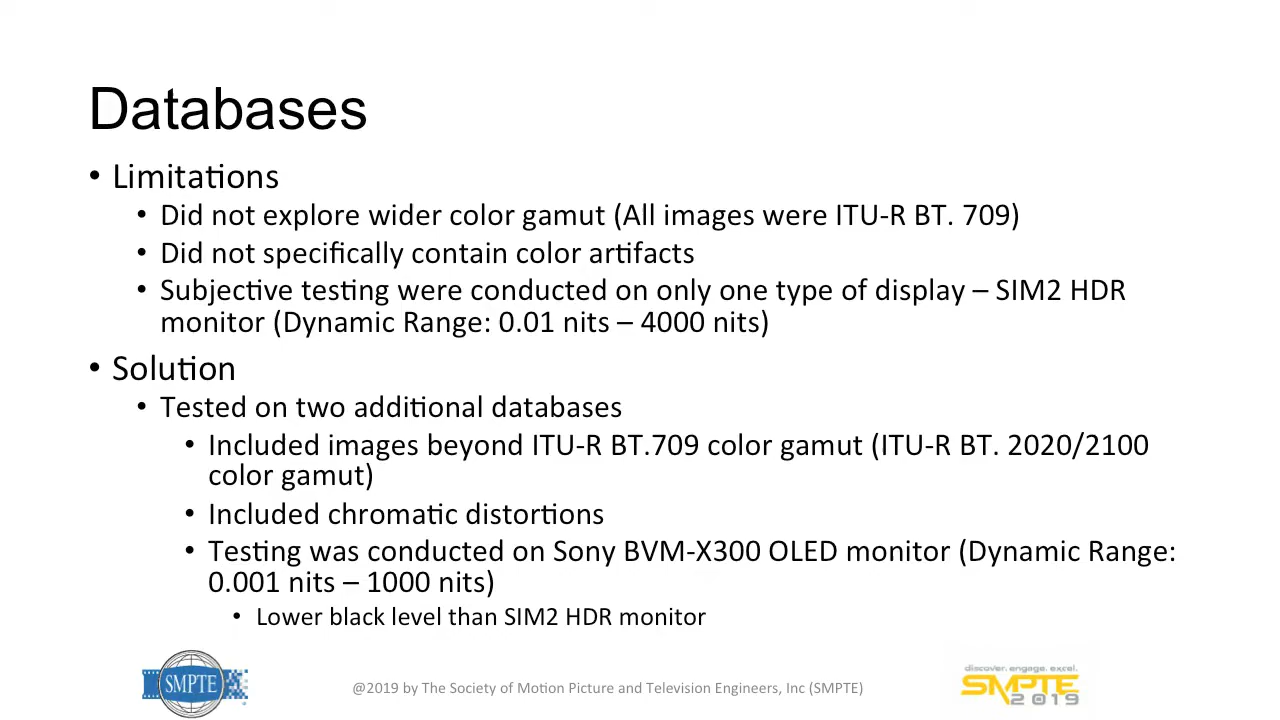 Databases
• Limitations
• Did not explore wider color gamut (All images were ITU-R BT. 709)
• Did not specifically contain color artifacts
• Subjective testing were conducted on only one type of display – SIM2 HDR
monitor (Dynamic Range: 0.01 nits – 4000 nits)
• Solution
• Tested on two additional databases
• Included images beyond ITU-R BT.709 color gamut (ITU-R BT. 2020/2100
color gamut)
• Included chromatic distortions
• Testing was conducted on Sony BVM-X300 OLED monitor (Dynamic Range:
0.001 nits – 1000 nits)
• Lower black level than SIM2 HDR monitor
SMPTE
@2019 by The Society of Motion Picture and Television Engineers, Inc (SMPTE)
discover. engage. excel.
SMPTE
2019